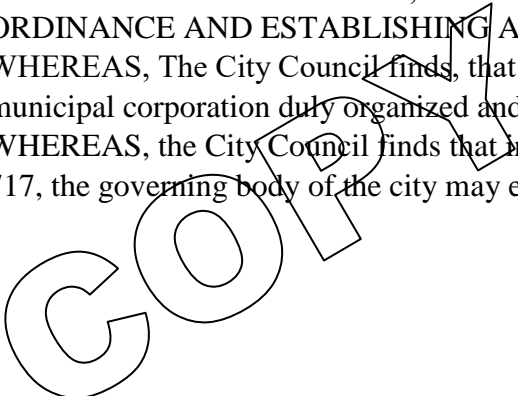 ORDINANCE AND ESTABLISHING A
WHEREAS, The City Council finds, that
municipal corporation duly organized and
WHEREAS, the City Council finds that in
717, the governing body of the city may e
COPY